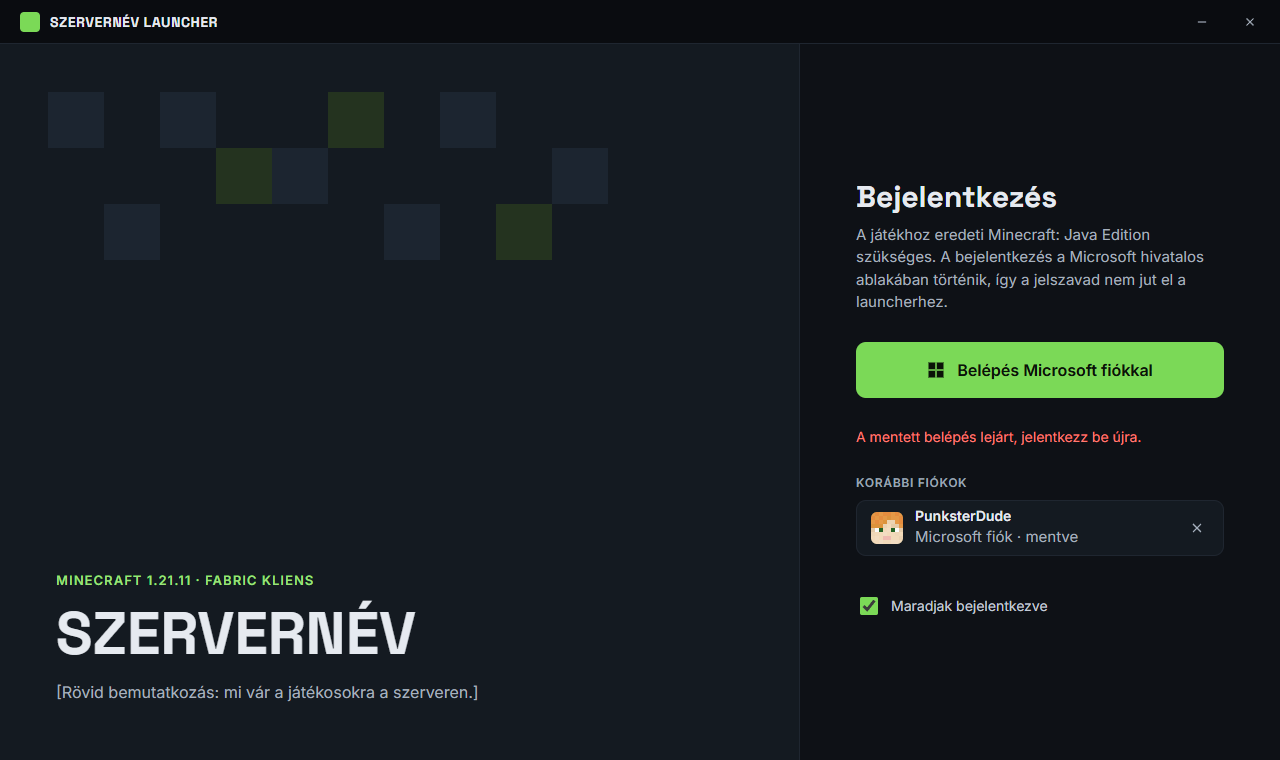 SZERVERNÉV LAUNCHER
MINECRAFT 1.21.11 · FABRIC KLIENS
SZERVERNÉV
[Rövid bemutatkozás: mi vár a játékosokra a szerveren.]
Bejelentkezés
A játékhoz eredeti Minecraft: Java Edition
szükséges. A bejelentkezés a Microsoft hivatalos
ablakában történik, így a jelszavad nem jut el a
launcherhez.
Belépés Microsoft fiókkal
A mentett belépés lejárt, jelentkezz be újra.
KORÁBBI FIÓKOK
PunksterDude
Microsoft fiók · mentve
Maradjak bejelentkezve